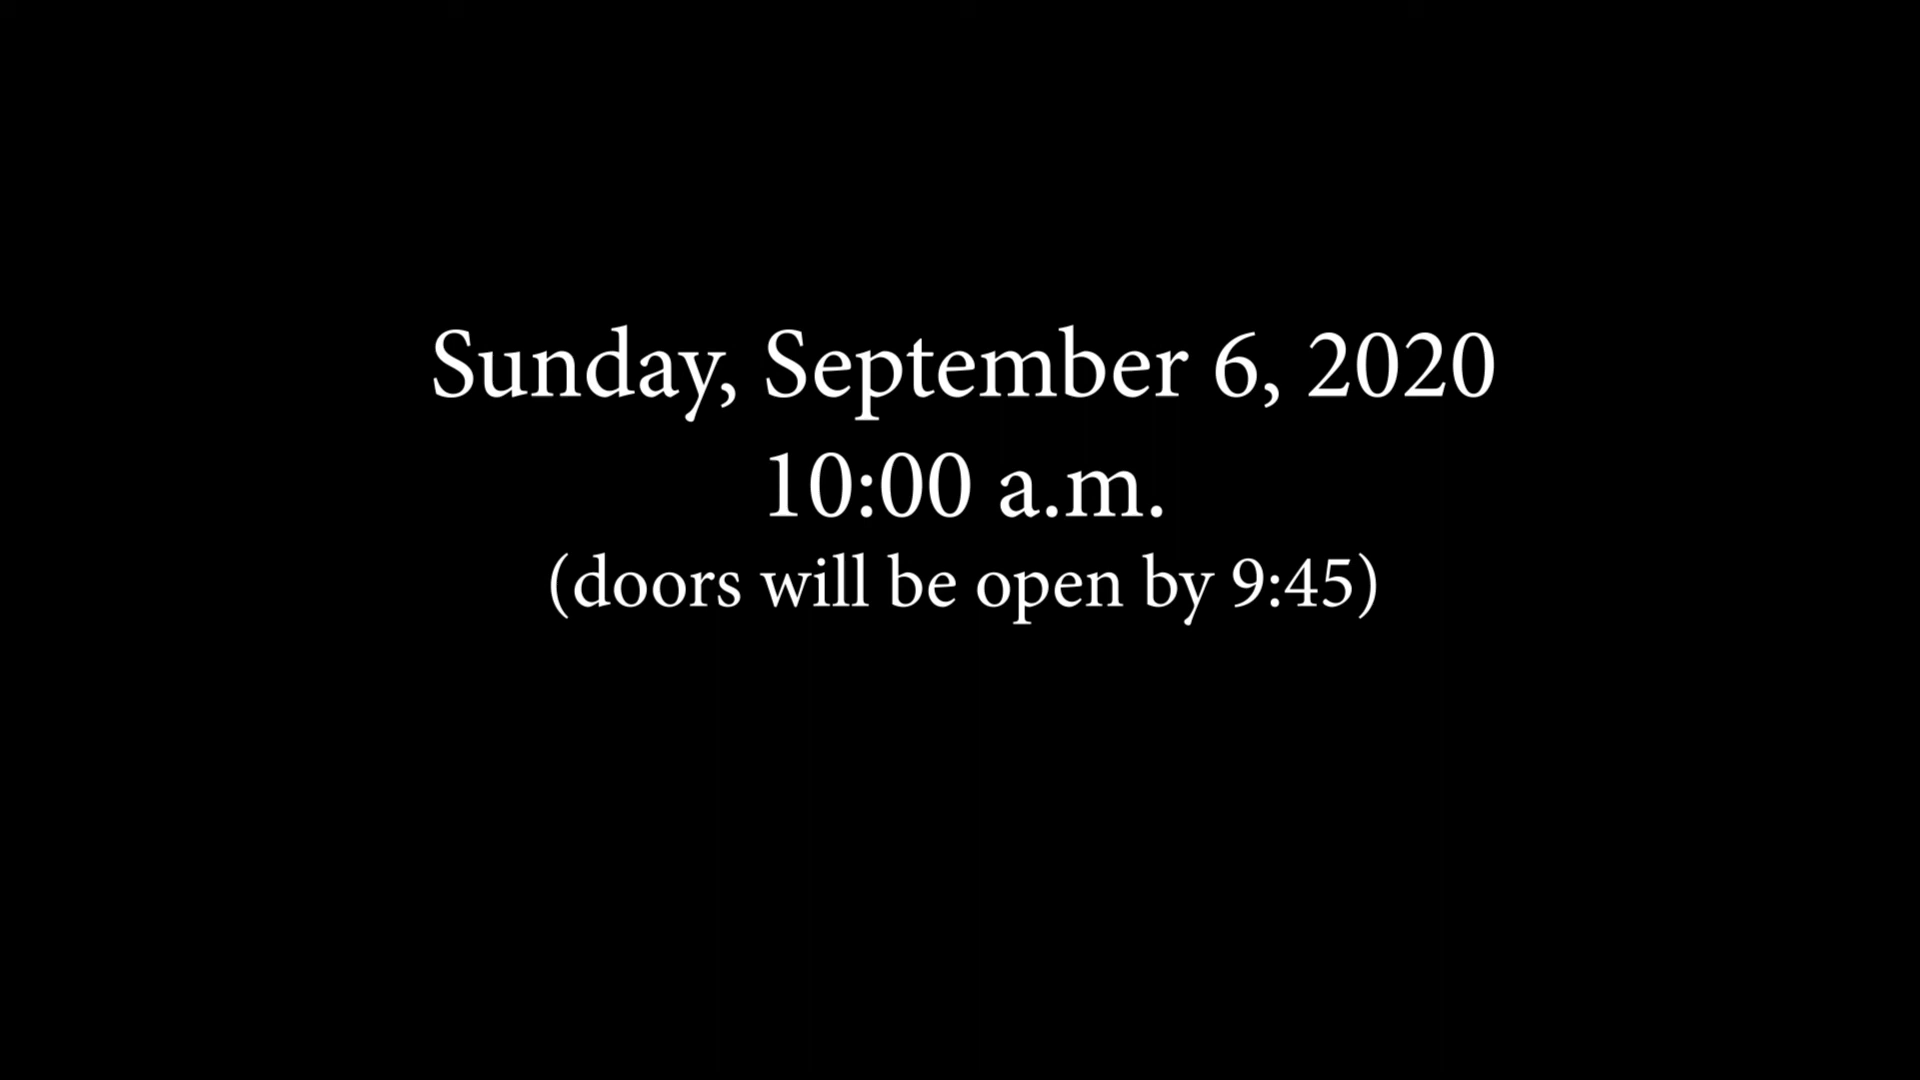 Sunday, September 6, 2020
10:00 a.m.
(doors will be open by 9:45)